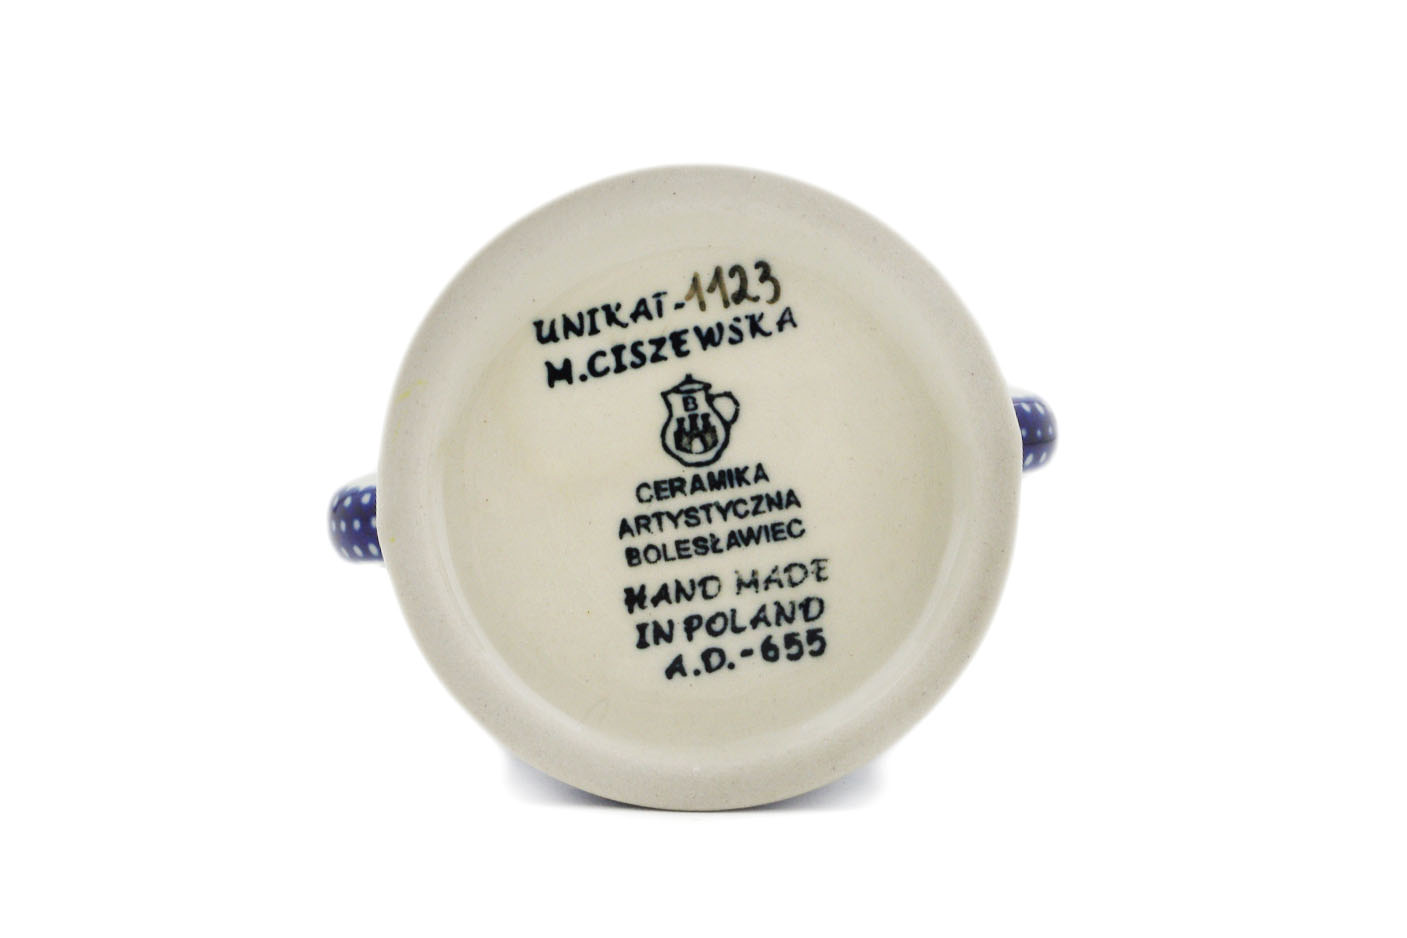 UNIKAT-1123
M.CISZEWSKA
B
CERAMIKA
ARTYSTYCZNA
BOLESŁAWIEC
HAND MADE
IN POLAND
A.D.-655